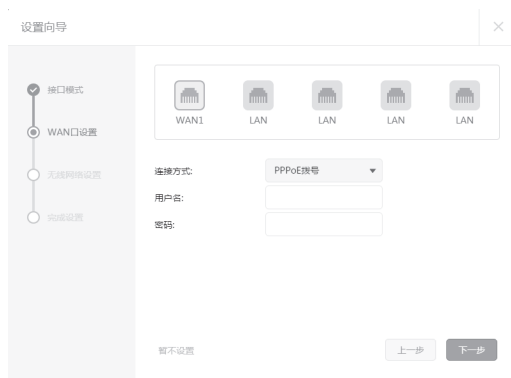 设置向导
接口模式
WAN口设置
无线网络设置
完成设置
WAN1 LAN LAN LAN LAN
连接方式: PPPoE拨号
用户名:
密码:
暂不设置 上一步 下一步